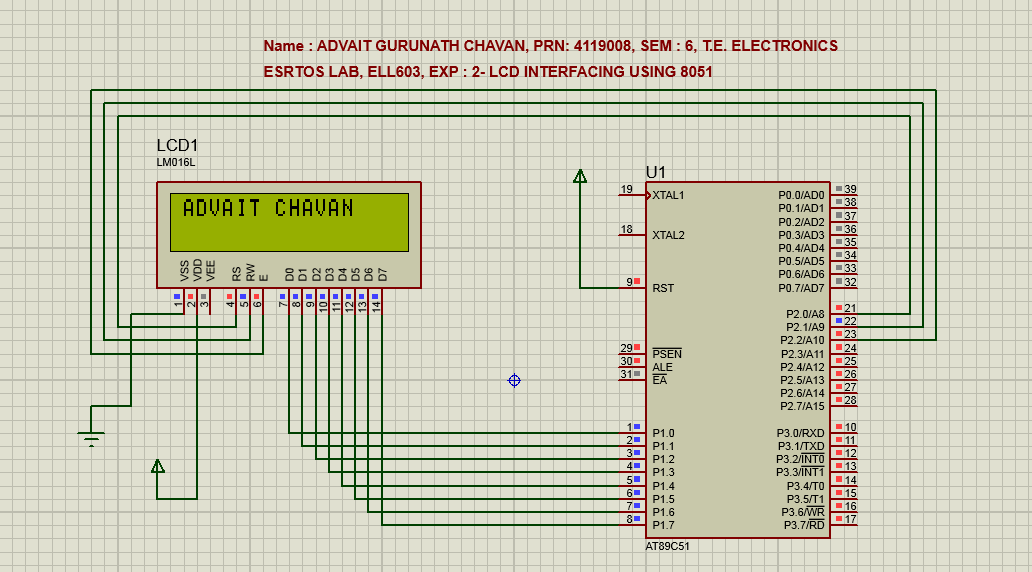 Name : ADVAIT GURUNATH CHAVAN, PRN: 4119008, SEM : 6, T.E. ELECTRONICS
ESRTOS LAB, ELL603, EXP : 2- LCD INTERFACING USING 8051
LCD1
LM016L
ADVAIT CHAVAN
VSS VDD VEE RS RW E D0 D1 D2 D3 D4 D5 D6 D7
1 2 3 4 5 6 7 8 9 10 11 12 13 14
U1
19 XTAL1 P0.0/AD0 39
P0.1/AD1 38
P0.2/AD2 37
18 XTAL2 P0.3/AD3 36
P0.4/AD4 35
P0.5/AD5 34
P0.6/AD6 33
9 RST P0.7/AD7 32
P2.0/A8 21
P2.1/A9 22
P2.2/A10 23
29 PSEN P2.3/A11 24
30 ALE P2.4/A12 25
31 EA P2.5/A13 26
P2.6/A14 27
P2.7/A15 28
1 P1.0 P3.0/RXD 10
2 P1.1 P3.1/TXD 11
3 P1.2 P3.2/INT0 12
4 P1.3 P3.3/INT1 13
5 P1.4 P3.4/T0 14
6 P1.5 P3.5/T1 15
7 P1.6 P3.6/WR 16
8 P1.7 P3.7/RD 17
AT89C51